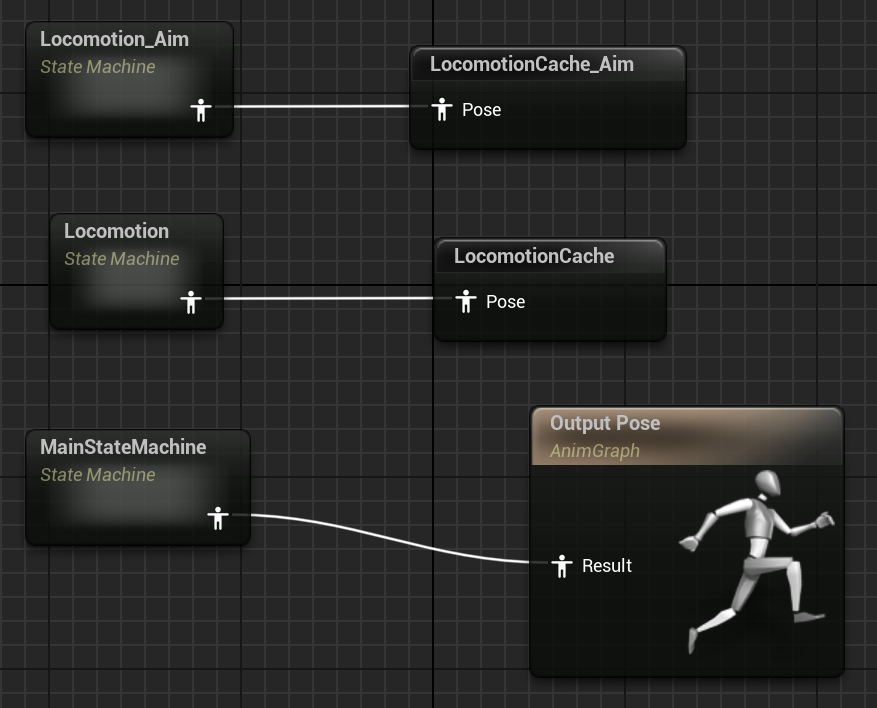 Locomotion_Aim
State Machine
LocomotionCache_Aim
Pose
Locomotion
State Machine
LocomotionCache
Pose
MainStateMachine
State Machine
Output Pose
AnimGraph
Result